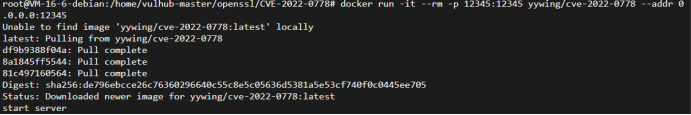 root@VM-16-6-debian:/home/vulhub-master/openssl/CVE-2022-0778# docker run -it --rm -p 12345:12345 yywing/cve-2022-0778 --addr 0
.0.0.0:12345
Unable to find image 'yywing/cve-2022-0778:latest' locally
latest: Pulling from yywing/cve-2022-0778
df9b9388f04a: Pull complete
8a1845ff5544: Pull complete
81c497160564: Pull complete
Digest: sha256:de796ebcce26c76360296640c55c8e5c05636d5381a5e53cf740f0c0445ee705
Status: Downloaded newer image for yywing/cve-2022-0778:latest
start server